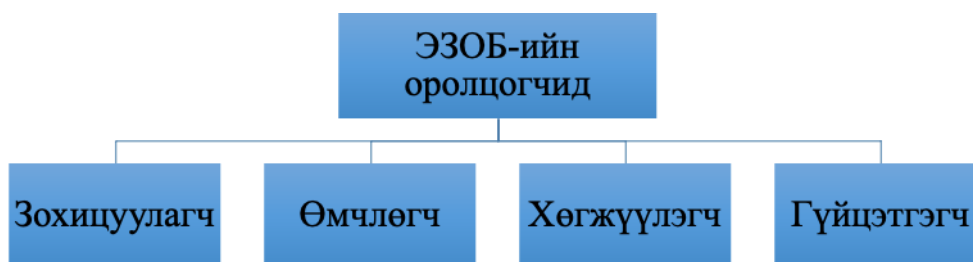 ЭЗОБ-ийн
оролцогчид
Зохицуулагч
Өмчлөгч
Хөгжүүлэгч
Гүйцэтгэгч